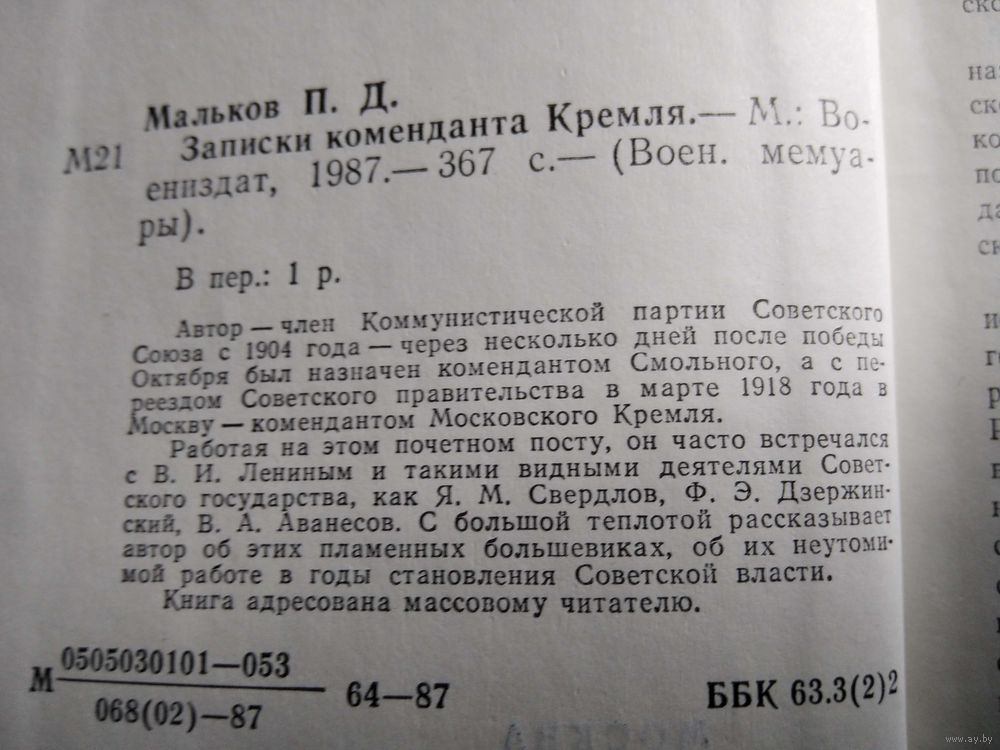 Мальков П. Д.
М21 Записки коменданта Кремля.— М.: Во-
ениздат, 1987.— 367 с.— (Воен. мемуа-
ры).
В пер.: 1 р.
Автор — член Коммунистической партии Советского
Союза с 1904 года — через несколько дней после победы
Октября был назначен комендантом Смольного, а с пе-
реездом Советского правительства в марте 1918 года в
Москву — комендантом Московского Кремля.
Работая на этом почетном посту, он часто встречался
с В. И. Лениным и такими видными деятелями Совет-
ского государства, как Я. М. Свердлов, Ф. Э. Дзержин-
ский, В. А. Аванесов. С большой теплотой рассказывает
автор об этих пламенных большевиках, об их неутоми-
мой работе в годы становления Советской власти.
Книга адресована массовому читателю.
М 0505030101—053
068(02)—87
64—87
ББК 63.3(2)2
www.ay.by